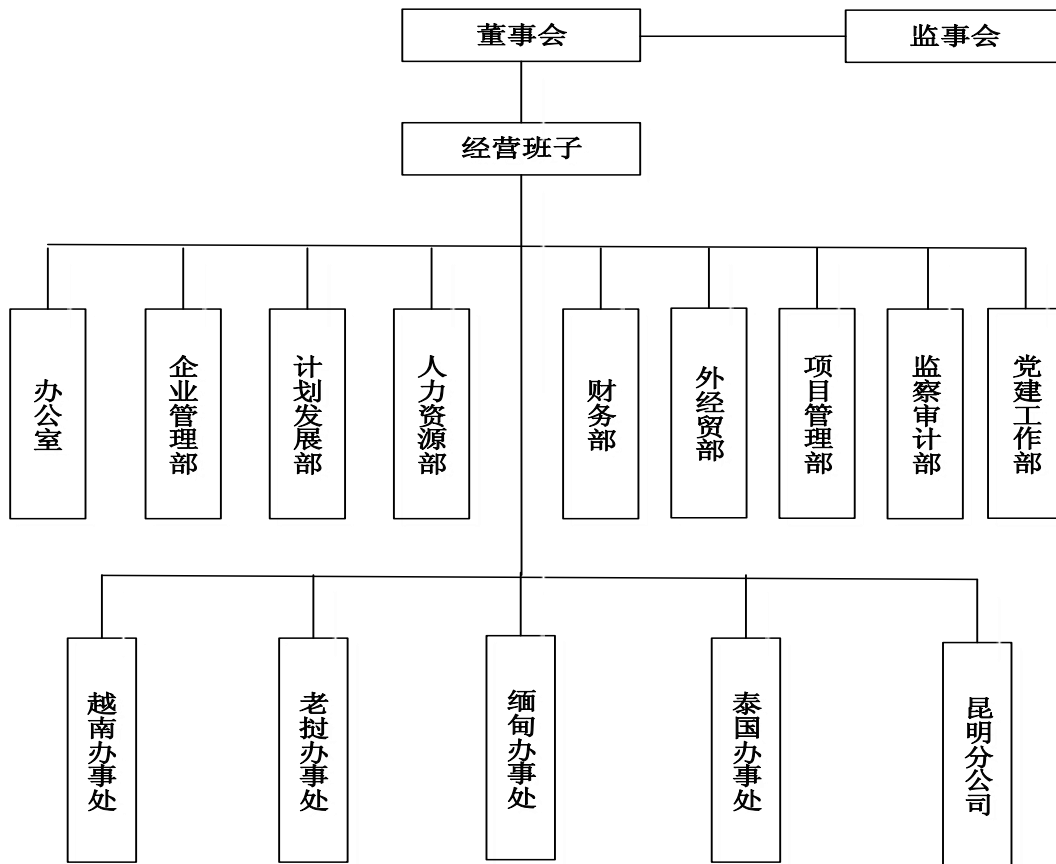 董事会
监事会
经营班子
办公室
企业管理部
计划发展部
人力资源部
财务部
外经贸部
项目管理部
监察审计部
党建工作部
越南办事处
老挝办事处
缅甸办事处
泰国办事处
昆明分公司